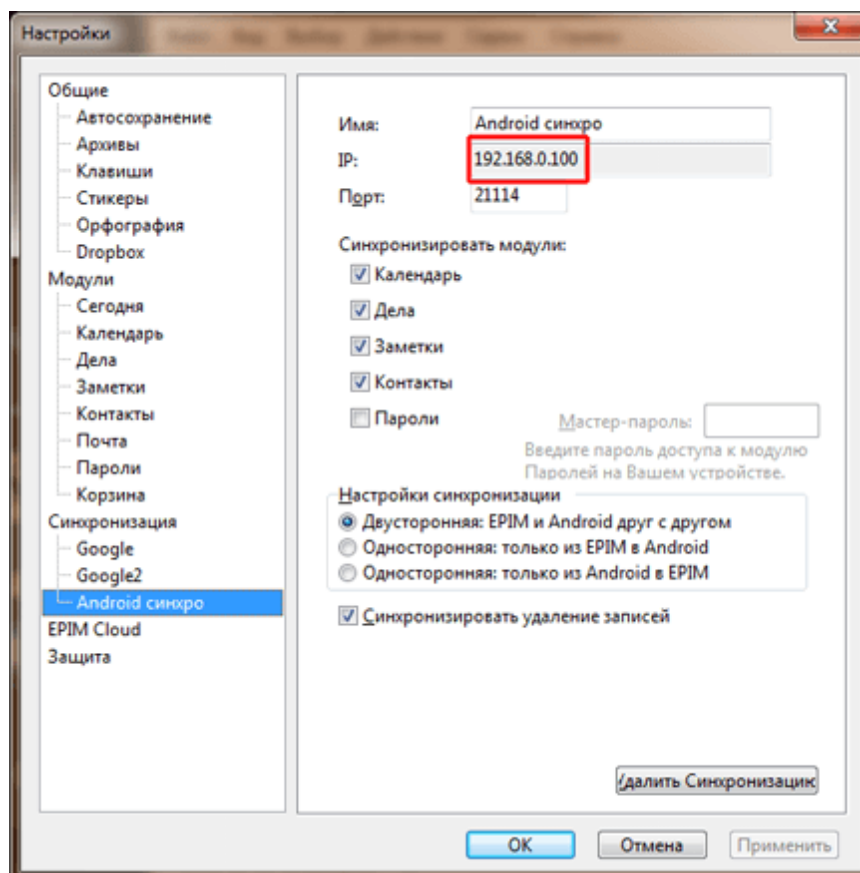 Настройки
Общие
Автосохранение
Архивы
Клавиши
Стикеры
Орфография
Dropbox
Модули
Сегодня
Календарь
Дела
Заметки
Контакты
Почта
Пароли
Корзина
Синхронизация
Google
Google2
Android синхро
EPIM Cloud
Защита
Имя: Android синхро
IP: 192.168.0.100
Порт: 21114
Синхронизировать модули:
Календарь
Дела
Заметки
Контакты
Пароли Мастер-пароль:
Введите пароль доступа к модулю
Паролей на Вашем устройстве.
Настройки синхронизации
Двусторонняя: EPIM и Android друг с другом
Односторонняя: только из EPIM в Android
Односторонняя: только из Android в EPIM
Синхронизировать удаление записей
Удалить Синхронизацию
OK Отмена Применить